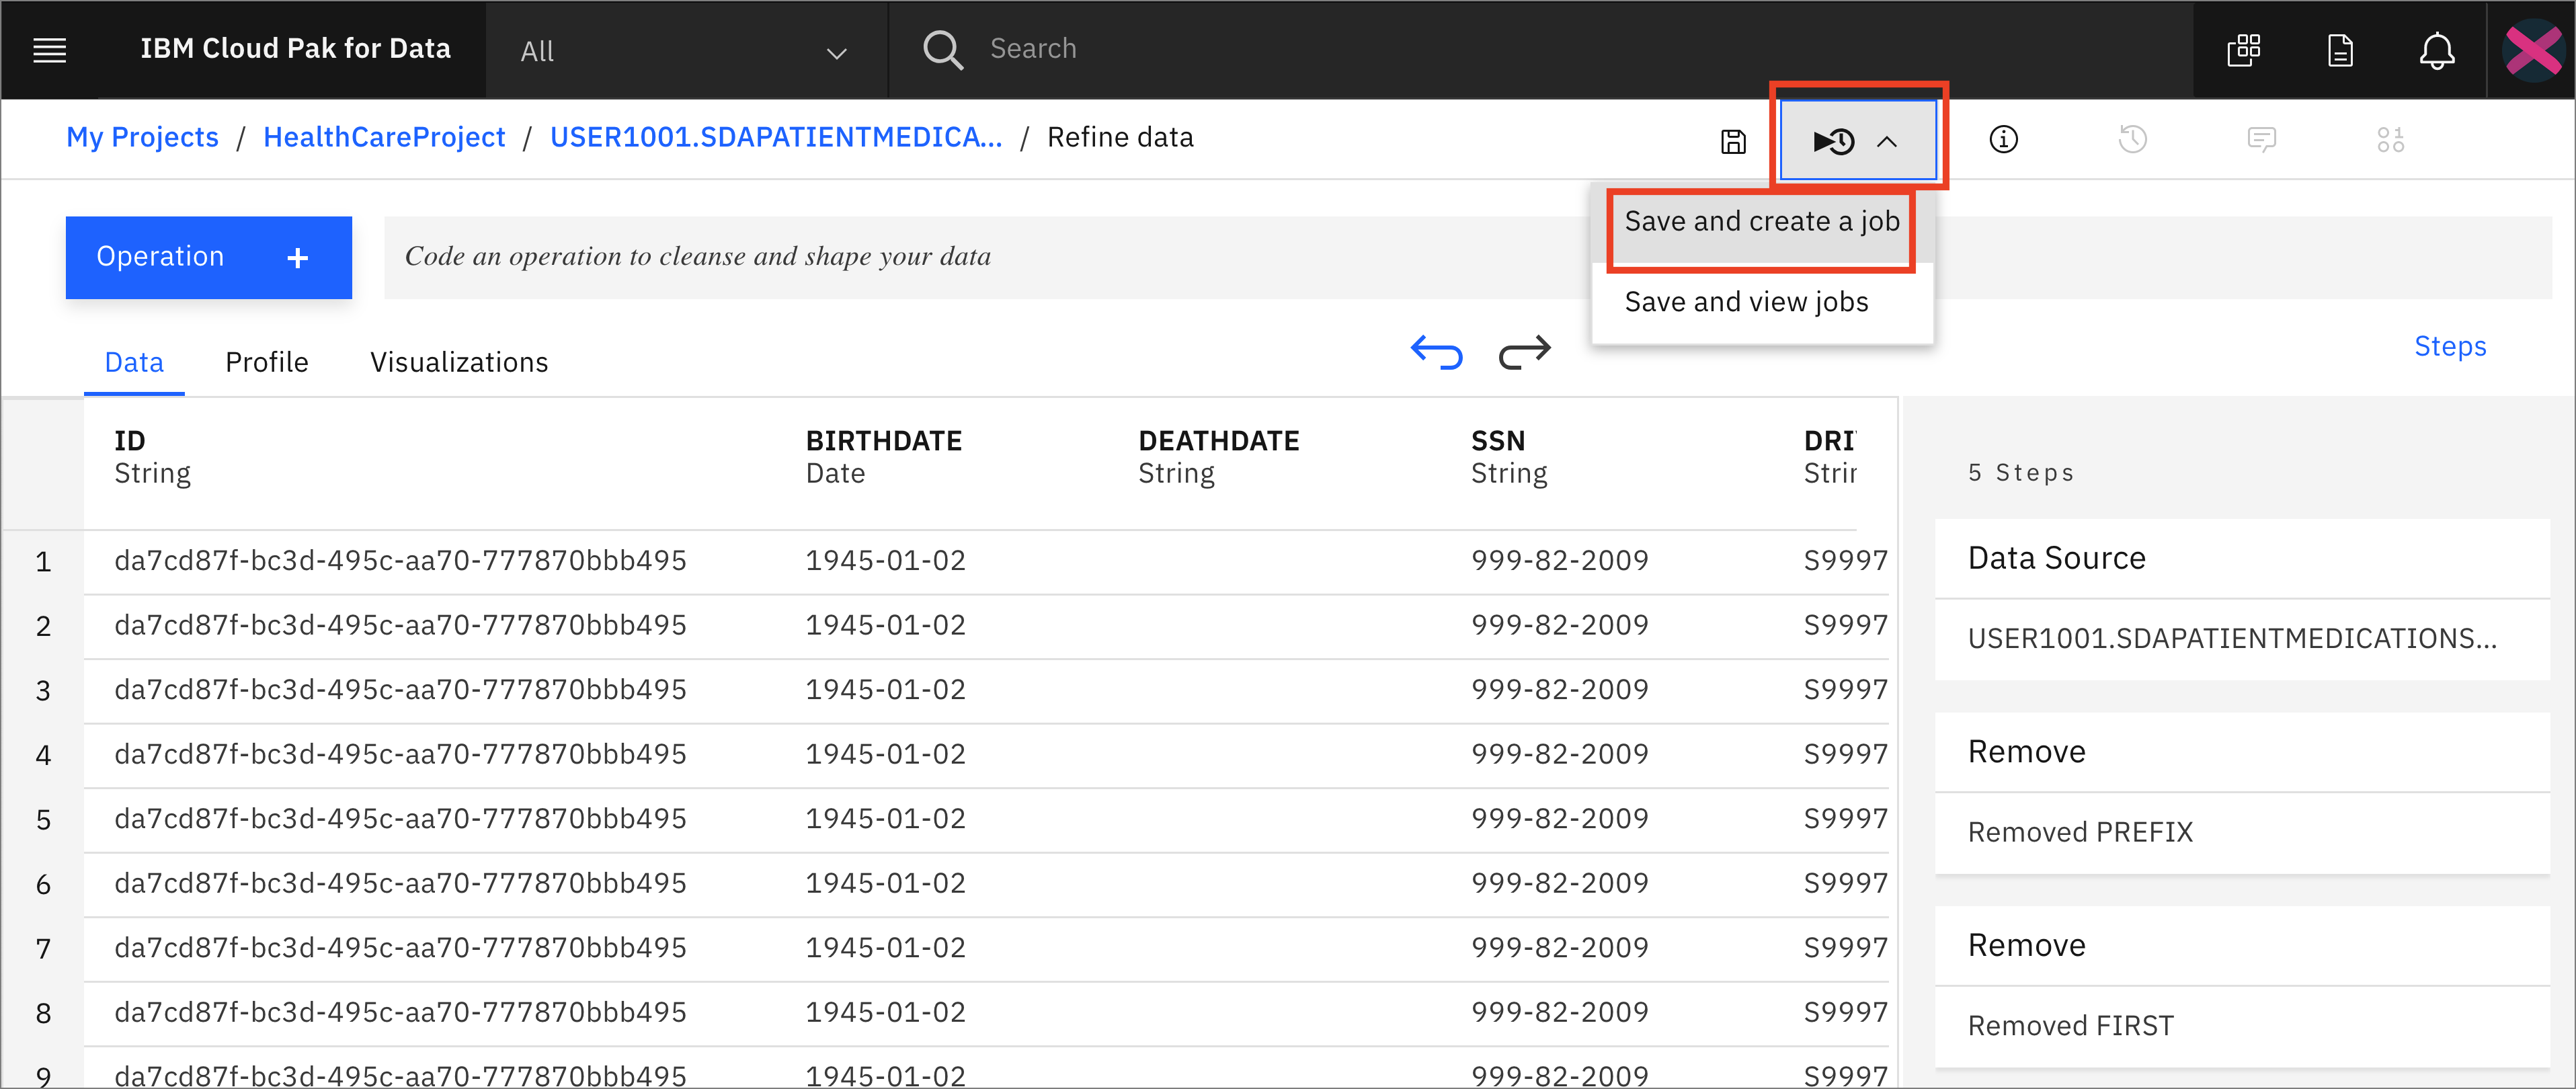 IBM Cloud Pak for Data All Search
My Projects / HealthCareProject / USER1001.SDAPATIENTMEDICA... / Refine data
Save and create a job
Operation + Code an operation to cleanse and shape your data
Save and view jobs
Data Profile Visualizations Steps
ID BIRTHDATE DEATHDATE SSN DRI
String Date String String Strir
5 Steps
1 da7cd87f-bc3d-495c-aa70-777870bbb495 1945-01-02 999-82-2009 S9997
2 da7cd87f-bc3d-495c-aa70-777870bbb495 1945-01-02 999-82-2009 S9997
3 da7cd87f-bc3d-495c-aa70-777870bbb495 1945-01-02 999-82-2009 S9997
4 da7cd87f-bc3d-495c-aa70-777870bbb495 1945-01-02 999-82-2009 S9997
5 da7cd87f-bc3d-495c-aa70-777870bbb495 1945-01-02 999-82-2009 S9997
6 da7cd87f-bc3d-495c-aa70-777870bbb495 1945-01-02 999-82-2009 S9997
7 da7cd87f-bc3d-495c-aa70-777870bbb495 1945-01-02 999-82-2009 S9997
8 da7cd87f-bc3d-495c-aa70-777870bbb495 1945-01-02 999-82-2009 S9997
9 da7cd87f-bc3d-495c-aa70-777870bbb495 1945-01-02 999-82-2009 S9997
Data Source
USER1001.SDAPATIENTMEDICATIONS...
Remove
Removed PREFIX
Remove
Removed FIRST